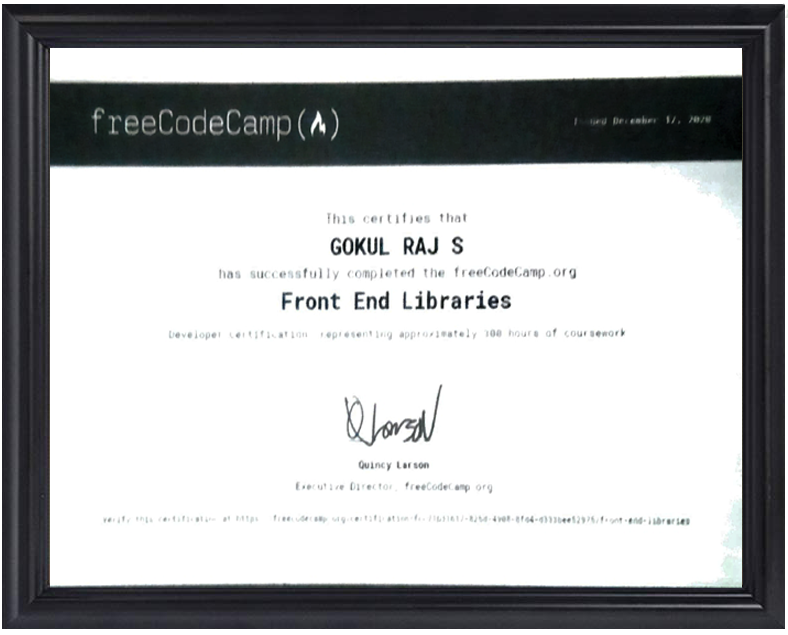 freeCodeCamp(🔥)
Issued December 17, 2020
This certifies that
GOKUL RAJ S
has successfully completed the freeCodeCamp.org
Front End Libraries
Developer Certification, representing approximately 300 hours of coursework
QLarson
Quincy Larson
Executive Director, freeCodeCamp.org
Verify this certification at https freecodecamp.org/certification/ /front-end-libraries